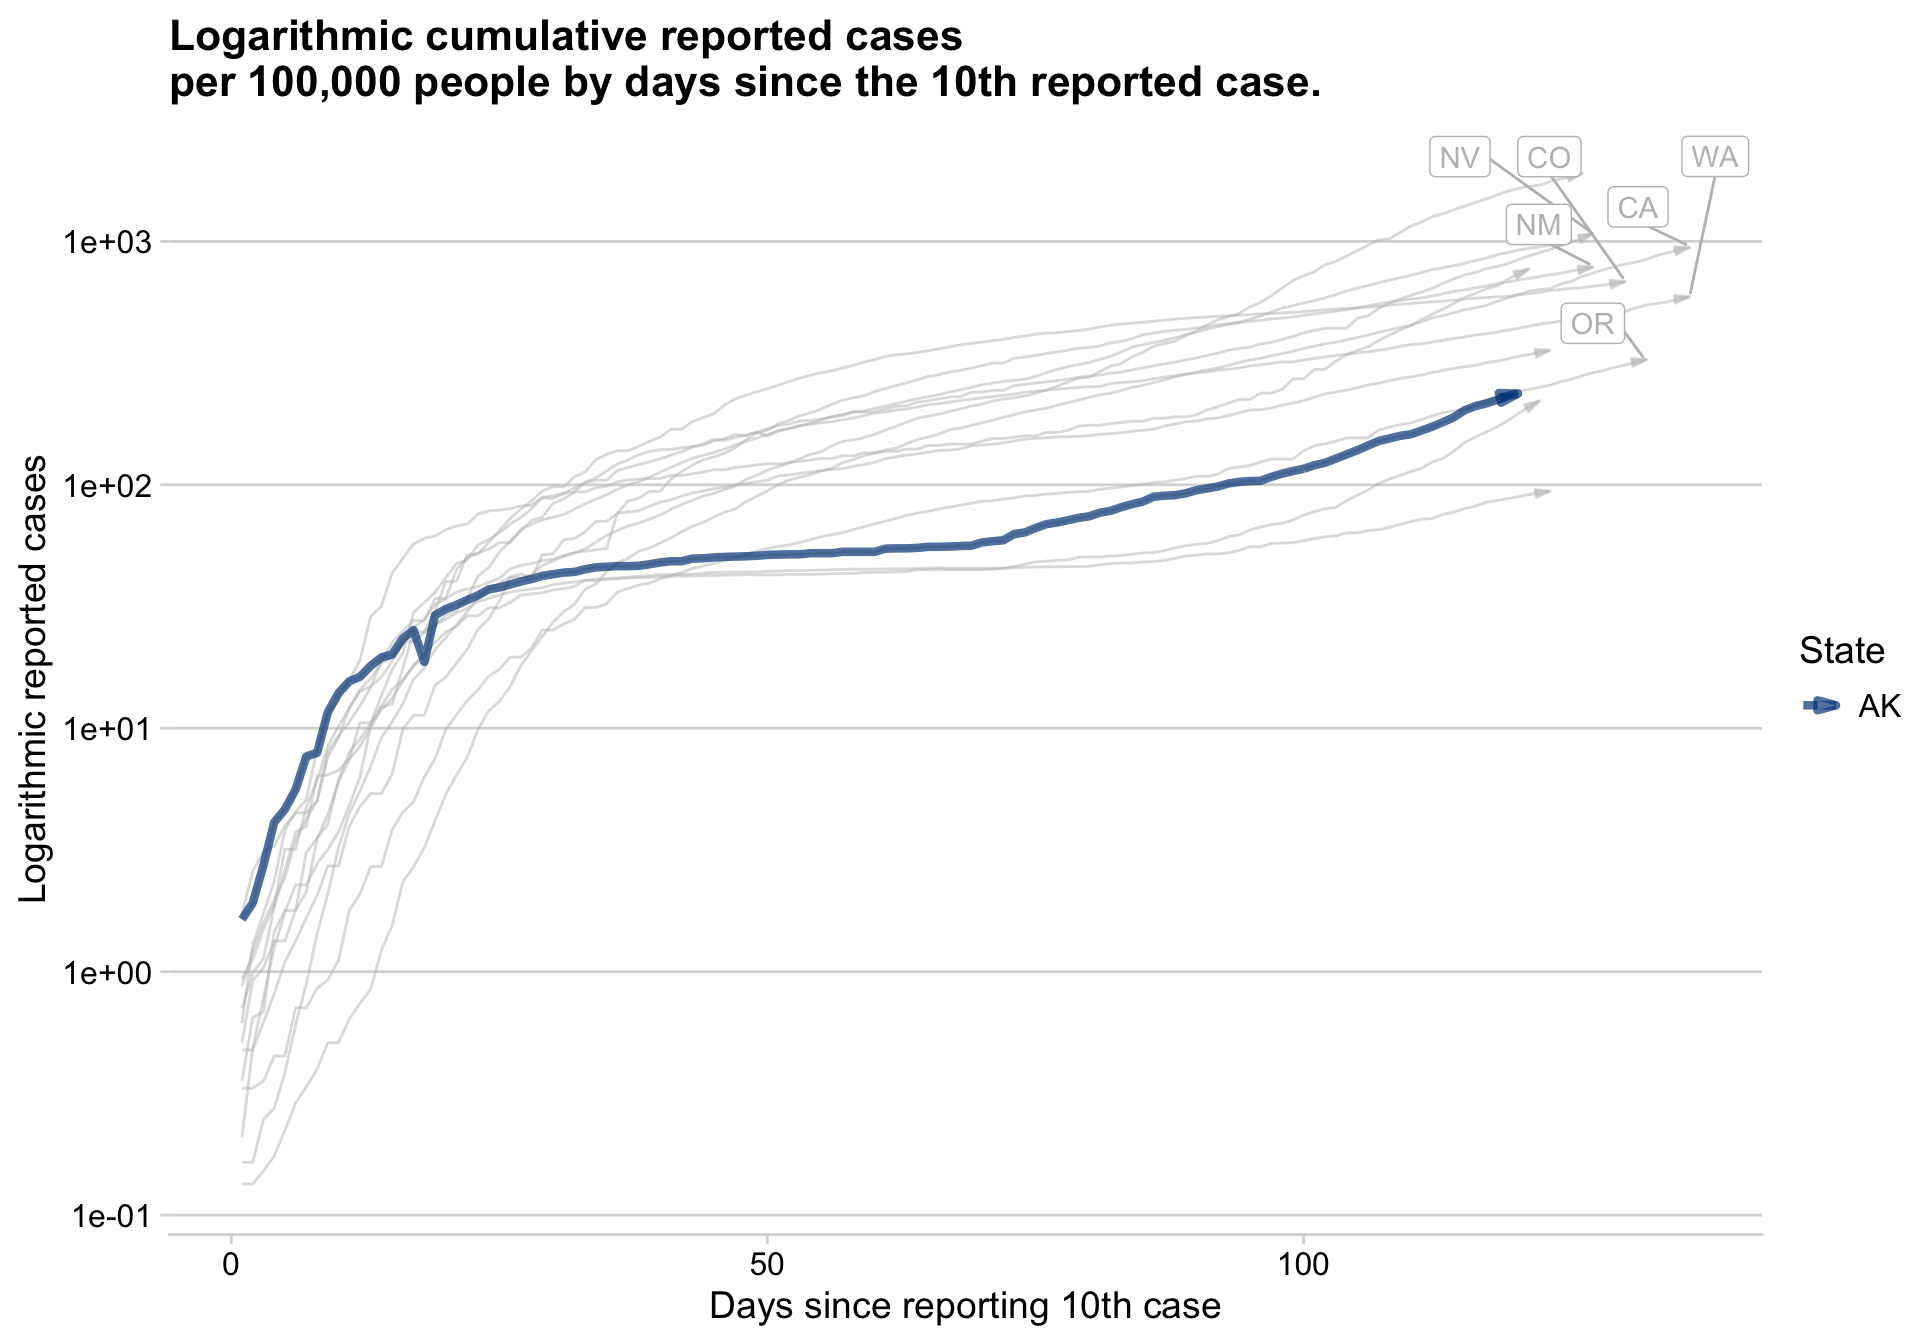 Logarithmic cumulative reported cases
per 100,000 people by days since the 10th reported case.
NV
CO
WA
CA
NM
OR
1e+03
1e+02
1e+01
1e+00
1e-01
Logarithmic reported cases
0
50
100
Days since reporting 10th case
State
AK